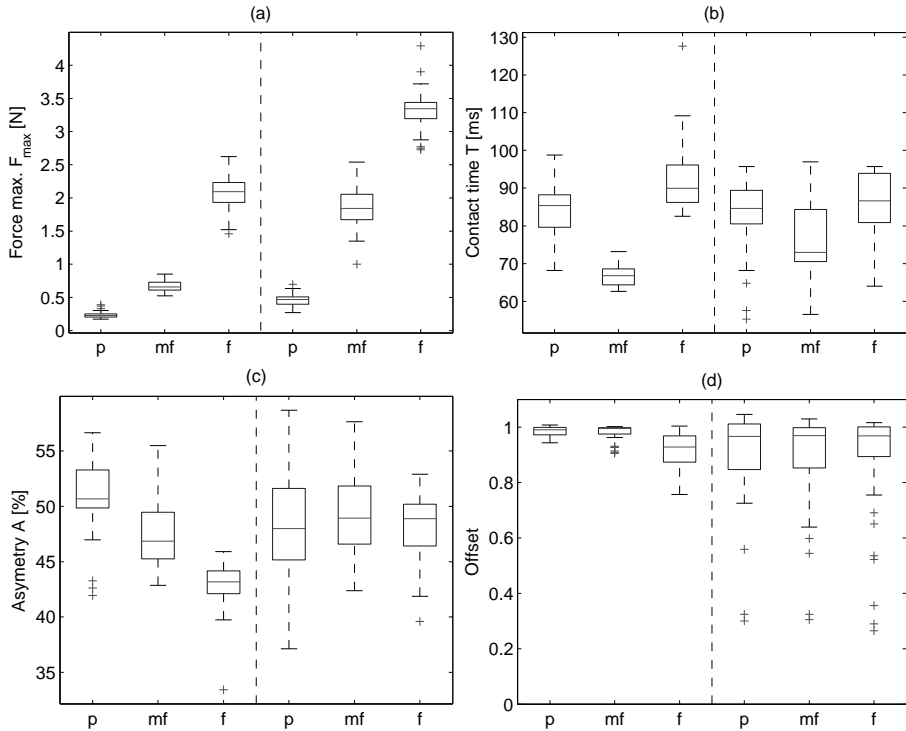 (a)
Force max. F_max [N]
4
3.5
3
2.5
2
1.5
1
0.5
0
p mf f p mf f
(b)
Contact time T [ms]
130
120
110
100
90
80
70
60
p mf f p mf f
(c)
Asymetry A [%]
55
50
45
40
35
p mf f p mf f
(d)
Offset
1
0.8
0.6
0.4
0.2
0
p mf f p mf f